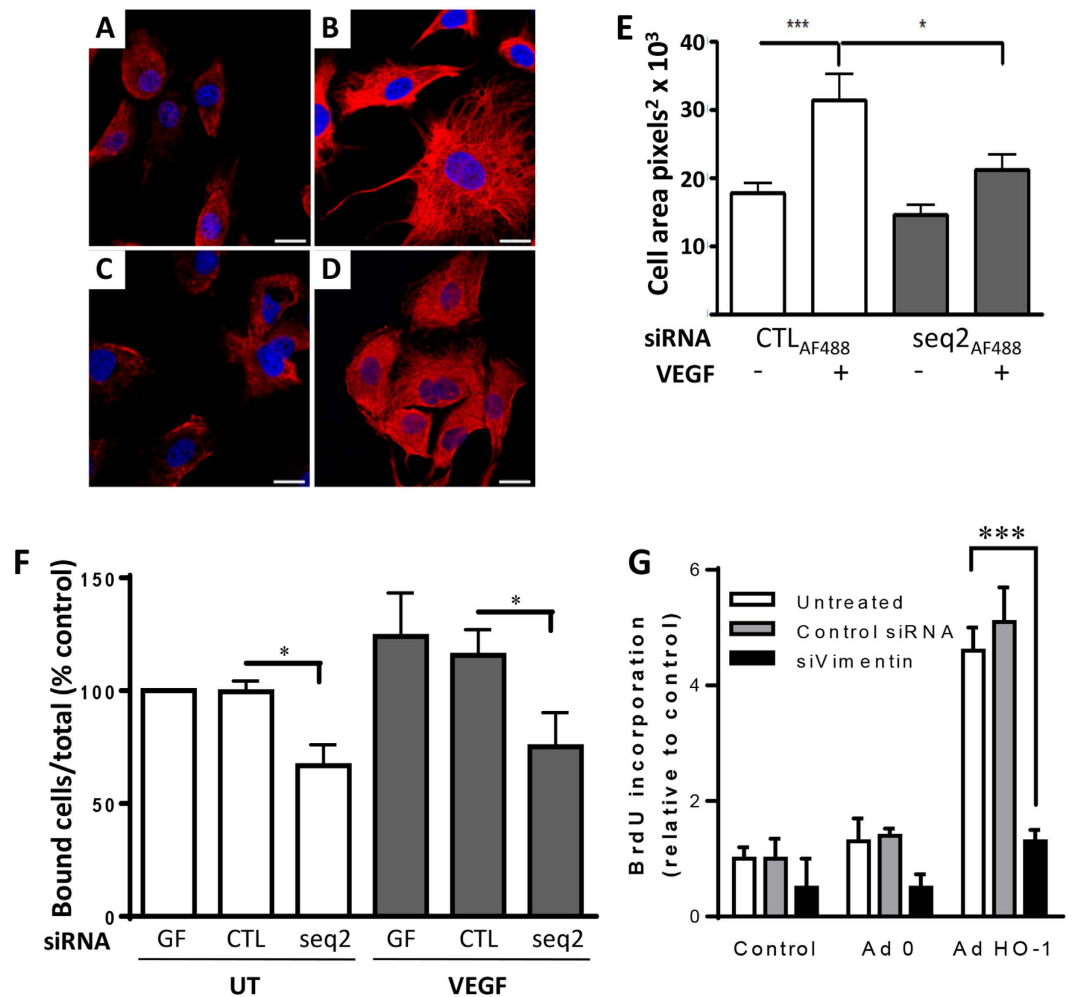 A
B
C
D
E
*** *
Cell area pixels² x 10³
40
30
20
10
siRNA CTL_AF488 seq2_AF488
VEGF - + - +
F
Bound cells/total (% control)
150
100
50
0
* *
siRNA GF CTL seq2 GF CTL seq2
UT VEGF
G
BrdU incorporation
(relative to control)
6
4
2
0
***
Untreated
Control siRNA
siVimentin
Control Ad 0 Ad HO-1